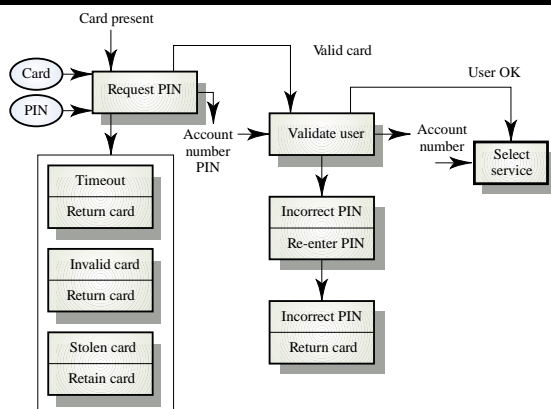 Card present
Card
PIN
Request PIN
Valid card
User OK
Account
number
PIN
Validate user
Account
number
Select
service
Timeout
Return card
Invalid card
Return card
Stolen card
Retain card
Incorrect PIN
Re-enter PIN
Incorrect PIN
Return card